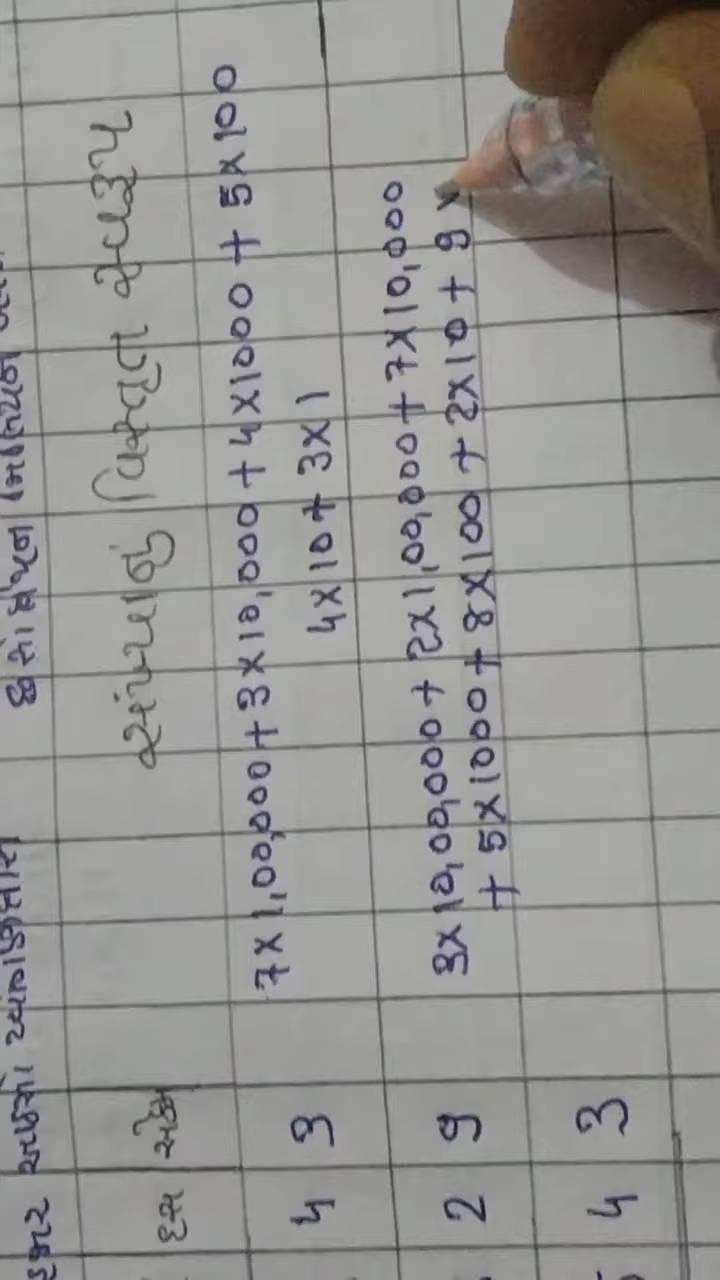 દસ એકમ સંખ્યાનું વિસ્તૃત સ્વરૂપ
4 3 7 x 1,00,000 + 3 x 10,000 + 4 x 1000 + 5 x 100
4 x 10 + 3 x 1
2 9 3 x 10,00,000 + 2 x 1,00,000 + 7 x 10,000
+ 5 x 1000 + 8 x 100 + 2 x 10 + 9 x
4 3